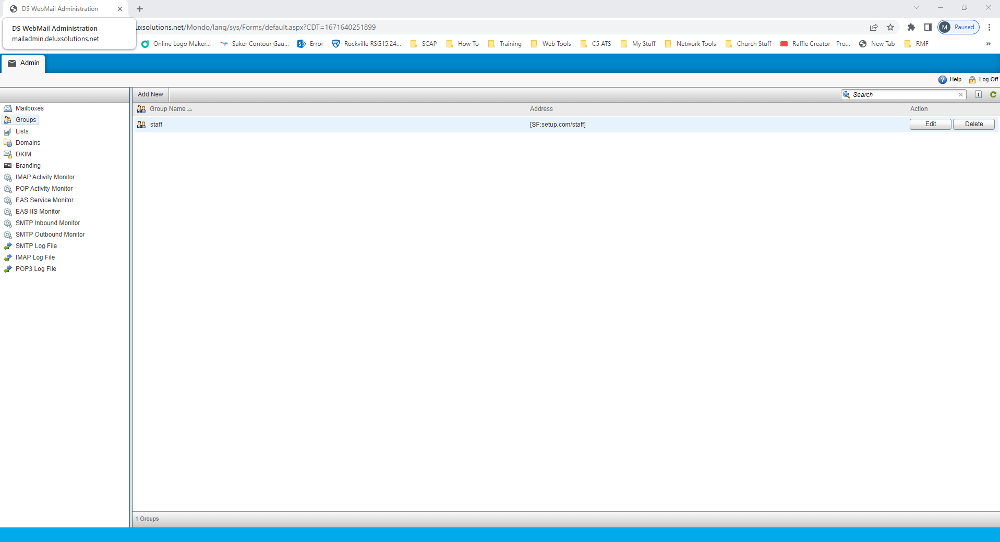 DS WebMail Administration
DS WebMail Administration
mailadmin.deluxsolutions.net
uxsolutions.net/Mondo/lang/sys/Forms/default.aspx?CDT=1671640251899
M Paused
Online Logo Maker... Saker Contour Gau... Error Rockville RSG15.24... SCAP How To Training Web Tools C5 ATS My Stuff Network Tools Church Stuff Raffle Creator - Pro... New Tab RMF »
Admin
Help Log Off
Add New Search
Group Name Address Action
staff [SF:setup.com/staff] Edit Delete
Mailboxes
Groups
Lists
Domains
DKIM
TM Branding
IMAP Activity Monitor
POP Activity Monitor
EAS Service Monitor
EAS IIS Monitor
SMTP Inbound Monitor
SMTP Outbound Monitor
SMTP Log File
IMAP Log File
POP3 Log File
1 Groups